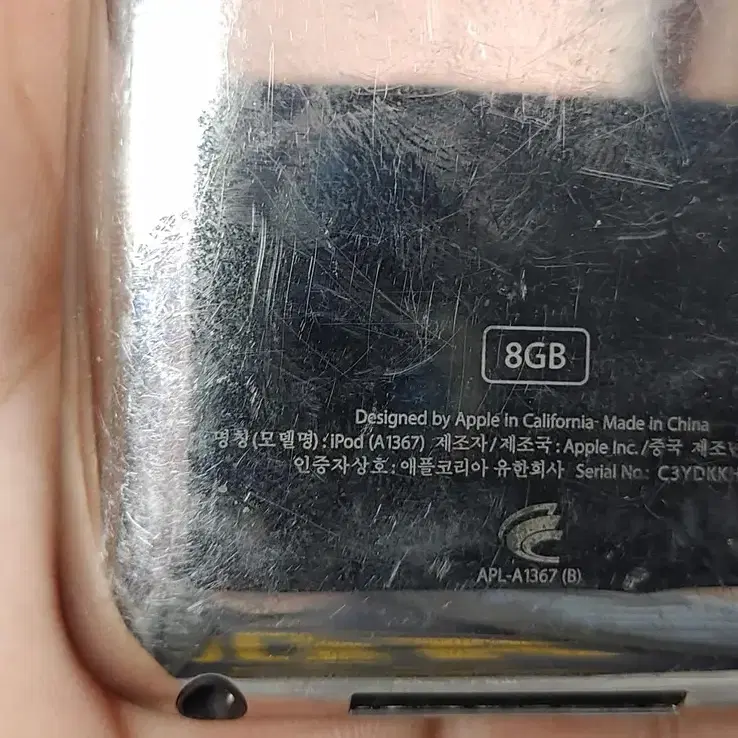 8GB
Designed by Apple in California Made in China
명칭(모델명) : iPod (A1367) 제조자/제조국 : Apple Inc./중국
인증자상호 : 애플코리아 유한회사 Serial No.: C3YDKK
APL-A1367 (B)